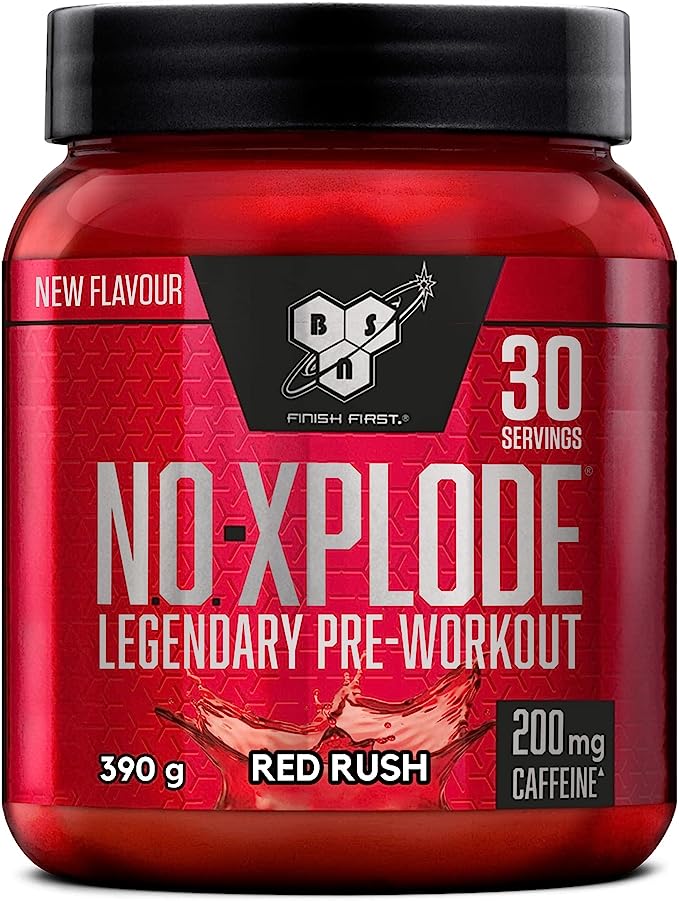 NEW FLAVOUR
B S
N
FINISH FIRST.®
30
SERVINGS
N.O.-XPLODE®
LEGENDARY PRE-WORKOUT
390 g
RED RUSH
200mg
CAFFEINE▲